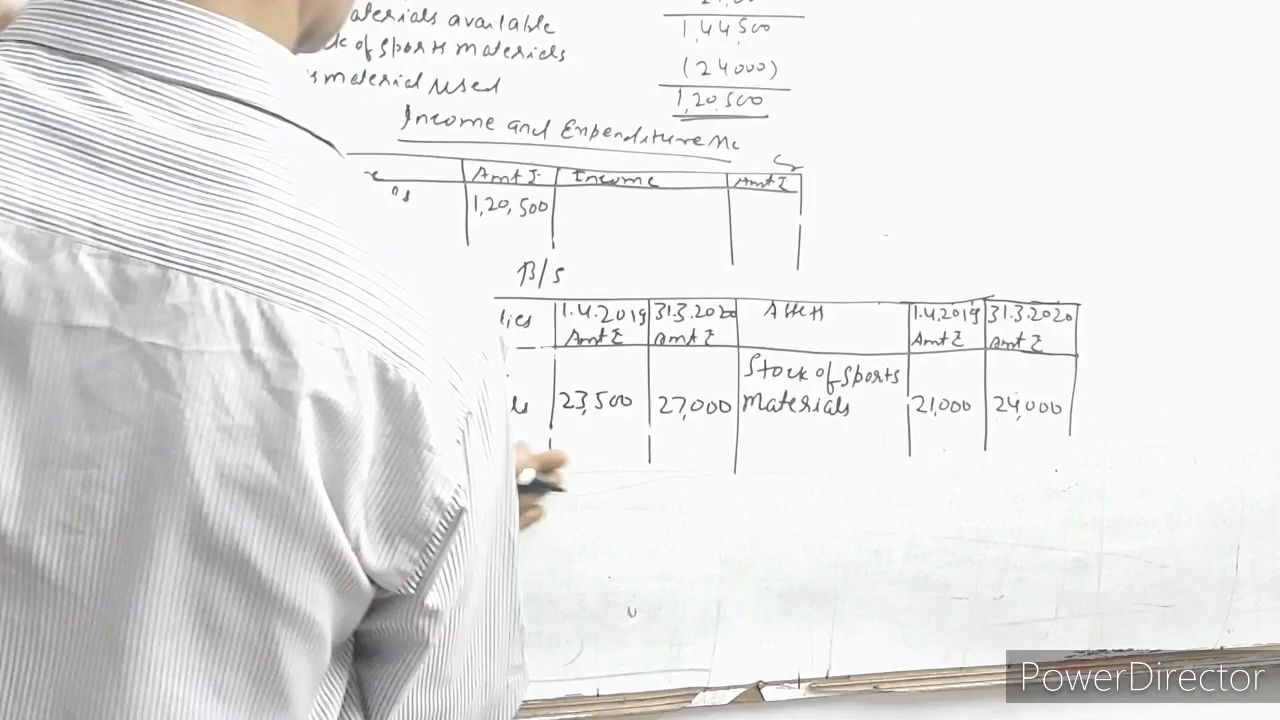 aterials available
1,44,500
k of sports materials
(24000)
s material used
1,20,500
Income and Expenditure A/c
Amt ₹ Income Amt ₹
1,20,500
B/S
lies 1.4.2019 31.3.2020 Assets 1.4.2019 31.3.2020
Amt ₹ Amt ₹ Amt ₹ Amt ₹
Stock of sports
ls 23,500 27,000 materials 21,000 24,000
PowerDirector